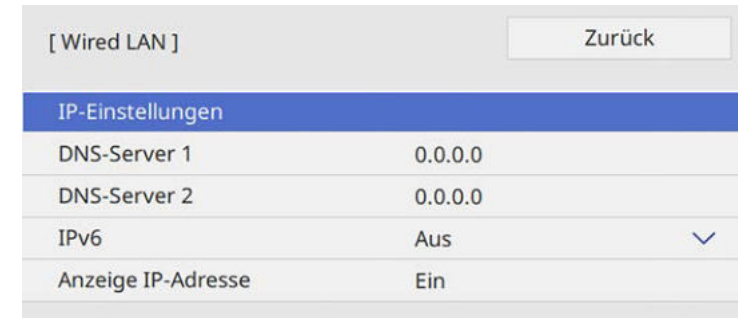 [ Wired LAN ] Zurück
IP-Einstellungen
DNS-Server 1 0.0.0.0
DNS-Server 2 0.0.0.0
IPv6 Aus
Anzeige IP-Adresse Ein